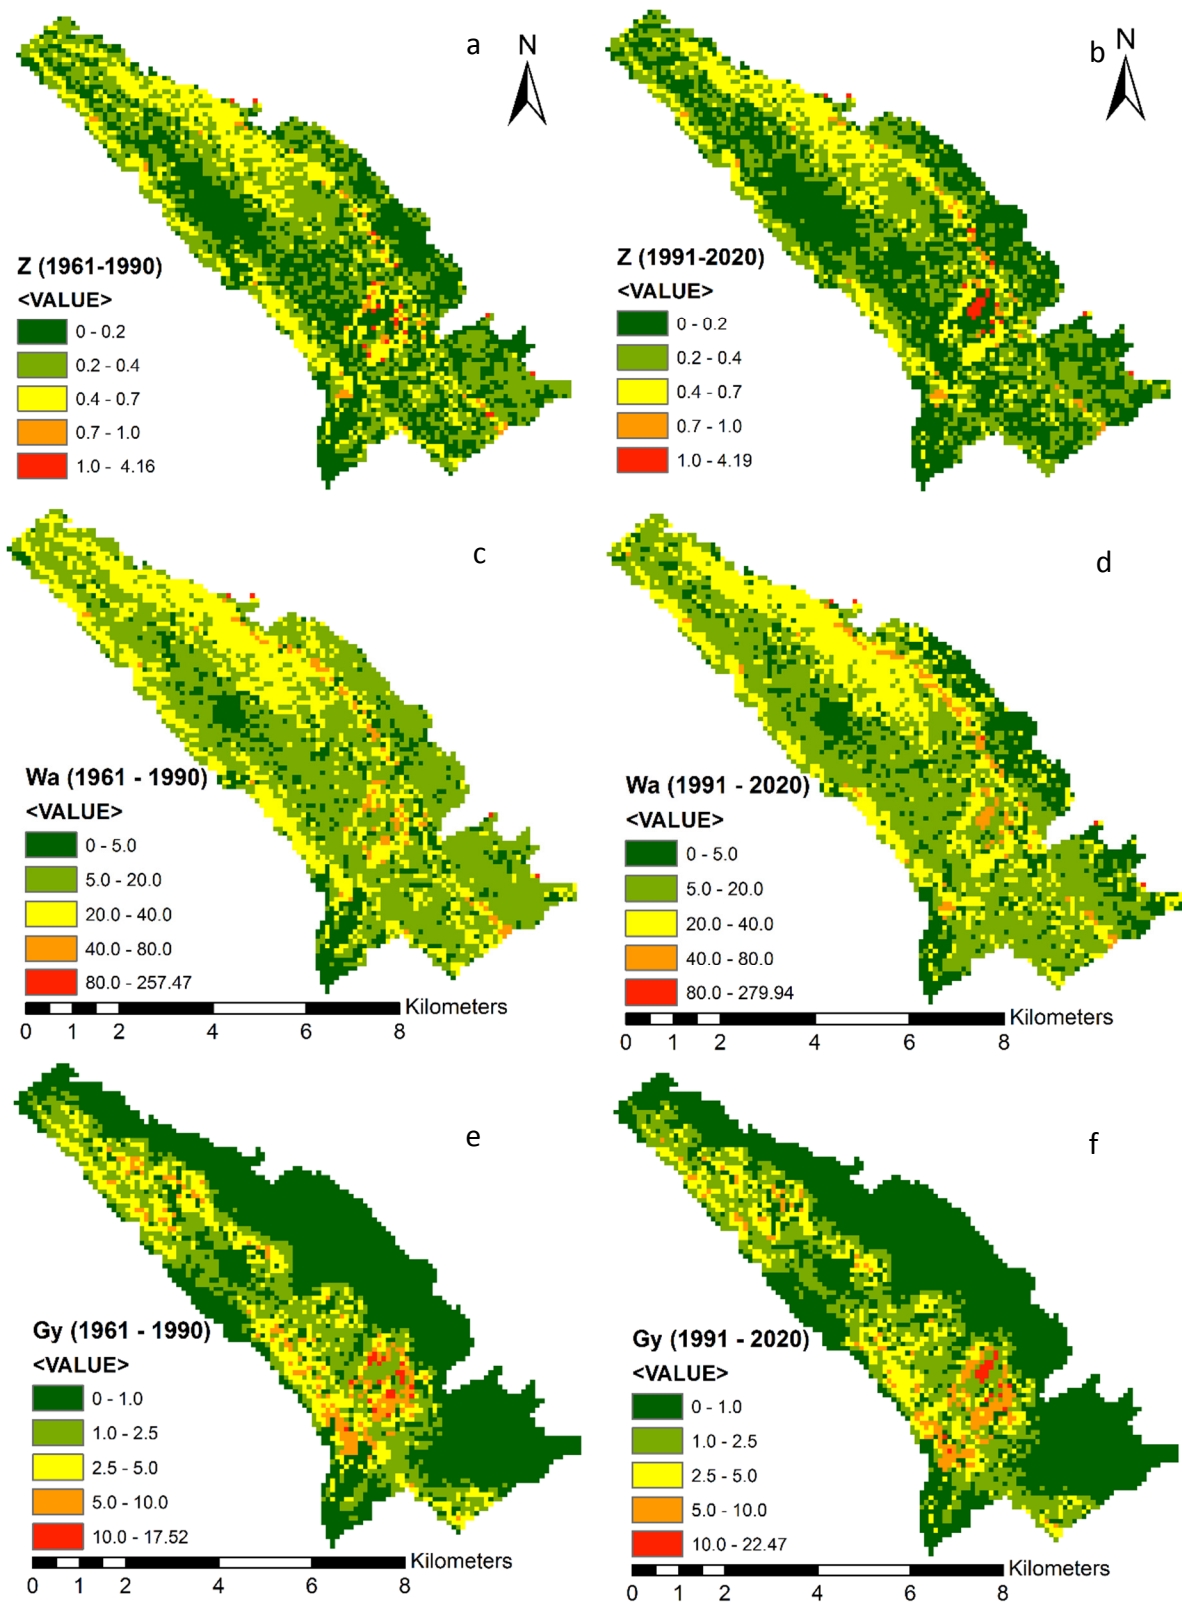 a
N
Z (1961-1990)
<VALUE>
0 - 0.2
0.2 - 0.4
0.4 - 0.7
0.7 - 1.0
1.0 - 4.16
b
N
Z (1991-2020)
<VALUE>
0 - 0.2
0.2 - 0.4
0.4 - 0.7
0.7 - 1.0
1.0 - 4.19
c
Wa (1961 - 1990)
<VALUE>
0 - 5.0
5.0 - 20.0
20.0 - 40.0
40.0 - 80.0
80.0 - 257.47
Kilometers
0 1 2 4 6 8
d
Wa (1991 - 2020)
<VALUE>
0 - 5.0
5.0 - 20.0
20.0 - 40.0
40.0 - 80.0
80.0 - 279.94
Kilometers
0 1 2 4 6 8
e
Gy (1961 - 1990)
<VALUE>
0 - 1.0
1.0 - 2.5
2.5 - 5.0
5.0 - 10.0
10.0 - 17.52
Kilometers
0 1 2 4 6 8
f
Gy (1991 - 2020)
<VALUE>
0 - 1.0
1.0 - 2.5
2.5 - 5.0
5.0 - 10.0
10.0 - 22.47
Kilometers
0 1 2 4 6 8